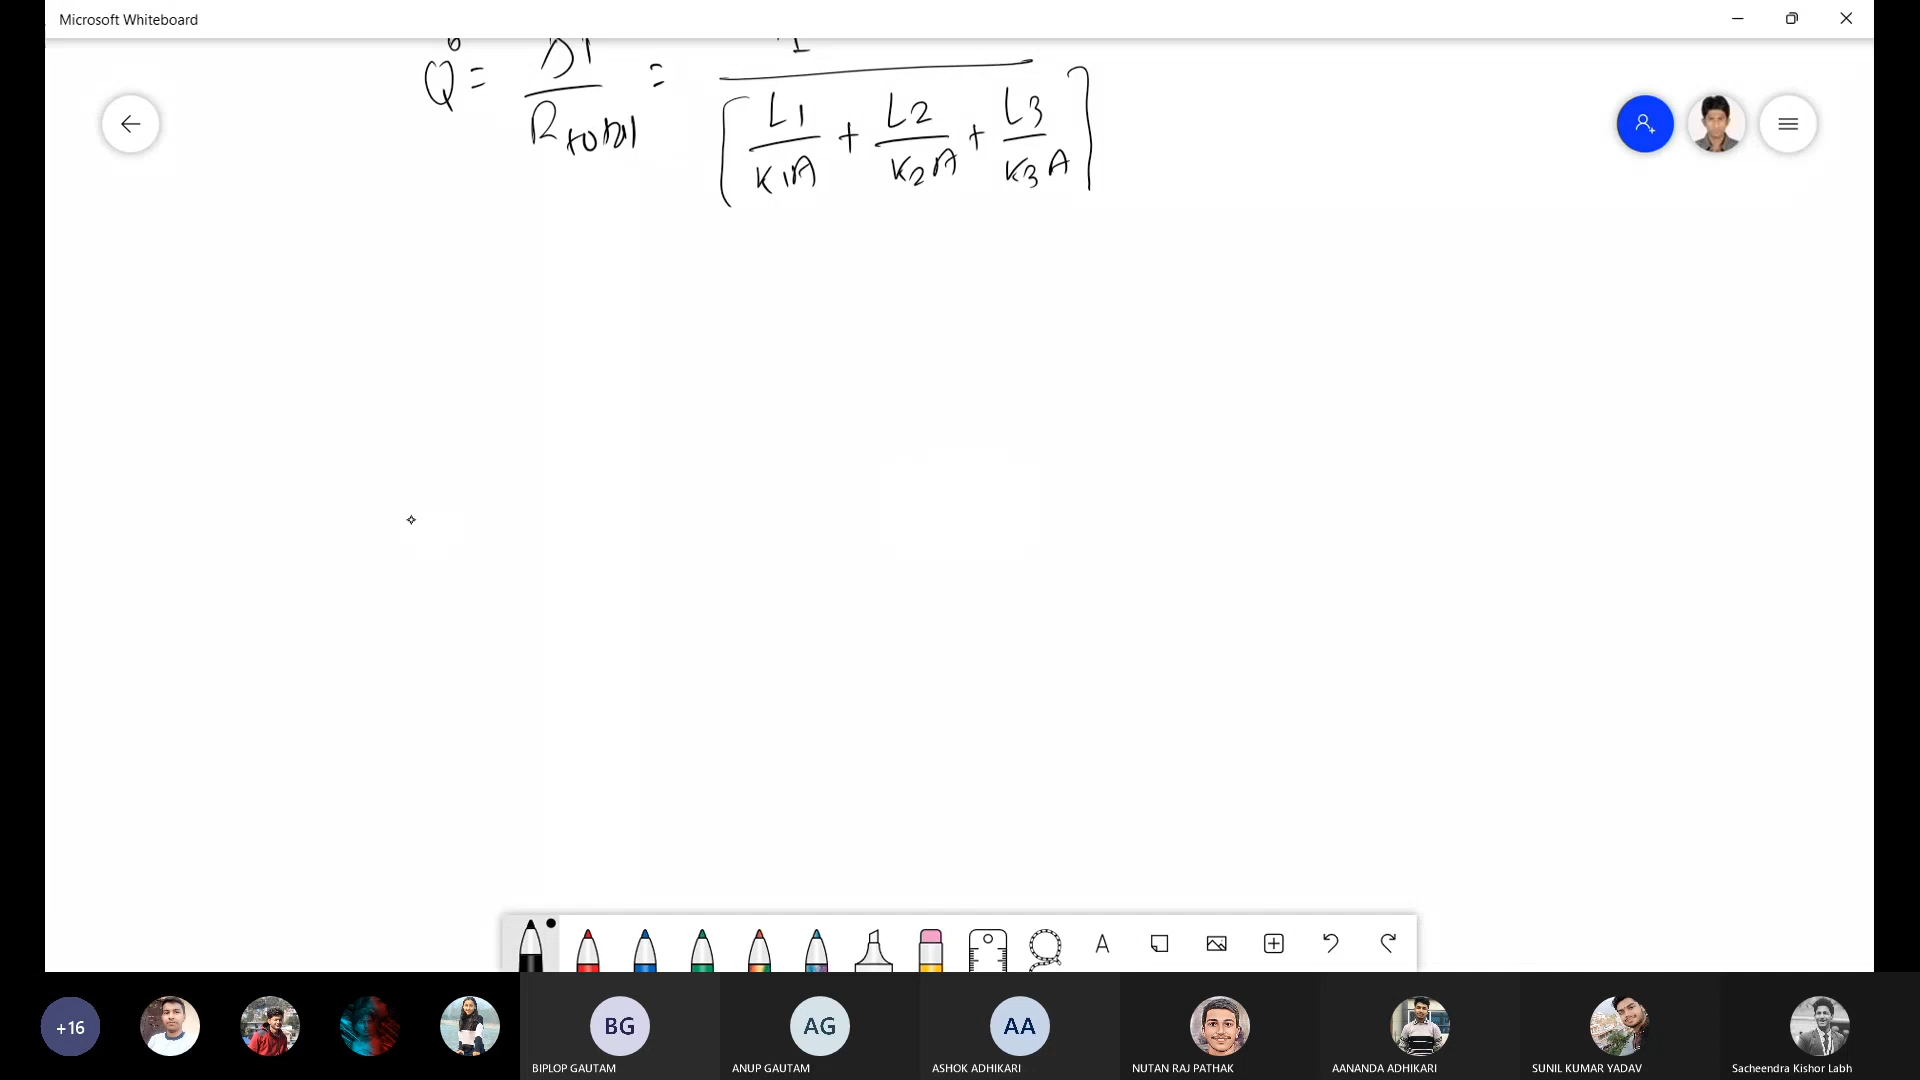 Microsoft Whiteboard
Q = ΔT / R total = / [ L1 / K1A + L2 / K2A + L3 / K3A ]
A
+16
BG
AG
AA
BIPLOP GAUTAM
ANUP GAUTAM
ASHOK ADHIKARI
NUTAN RAJ PATHAK
AANANDA ADHIKARI
SUNIL KUMAR YADAV
Sacheendra Kishor Labh